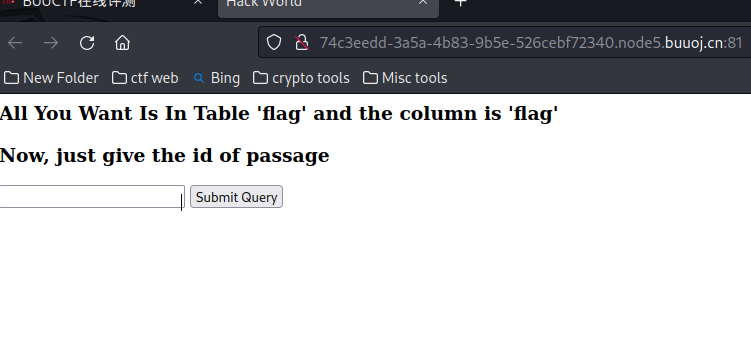 BUUCTF在线评测
Hack World
74c3eedd-3a5a-4b83-9b5e-526cebf72340.node5.buuoj.cn:81
New Folder ctf web Bing crypto tools Misc tools
All You Want Is In Table 'flag' and the column is 'flag'
Now, just give the id of passage
Submit Query